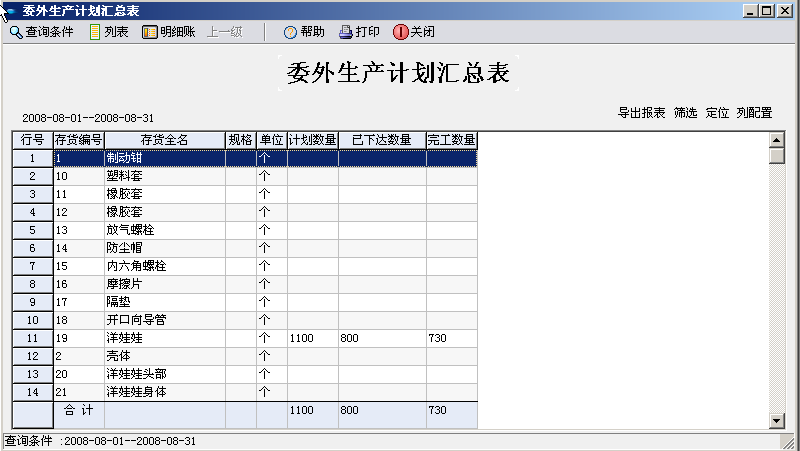 委外生产计划汇总表
查询条件 列表 明细账 上一级 帮助 打印 关闭
委外生产计划汇总表
导出报表 筛选 定位 列配置
2008-08-01--2008-08-31
行号 存货编号 存货全名 规格 单位 计划数量 已下达数量 完工数量
1 1 制动钳 个
2 10 塑料套 个
3 11 橡胶套 个
4 12 橡胶套 个
5 13 放气螺栓 个
6 14 防尘帽 个
7 15 内六角螺栓 个
8 16 摩擦片 个
9 17 隔垫 个
10 18 开口向导管 个
11 19 洋娃娃 个 1100 800 730
12 2 壳体 个
13 20 洋娃娃头部 个
14 21 洋娃娃身体 个
合 计 1100 800 730
查询条件 :2008-08-01--2008-08-31